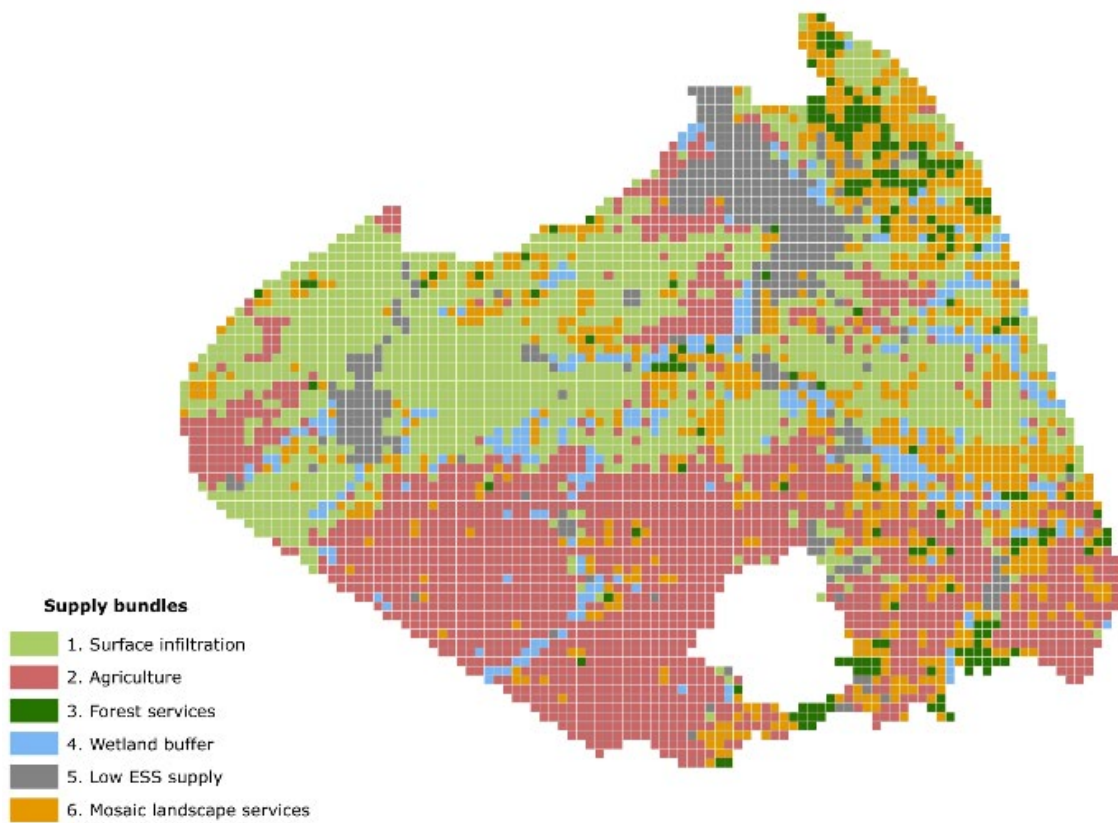 Supply bundles
1. Surface infiltration
2. Agriculture
3. Forest services
4. Wetland buffer
5. Low ESS supply
6. Mosaic landscape services